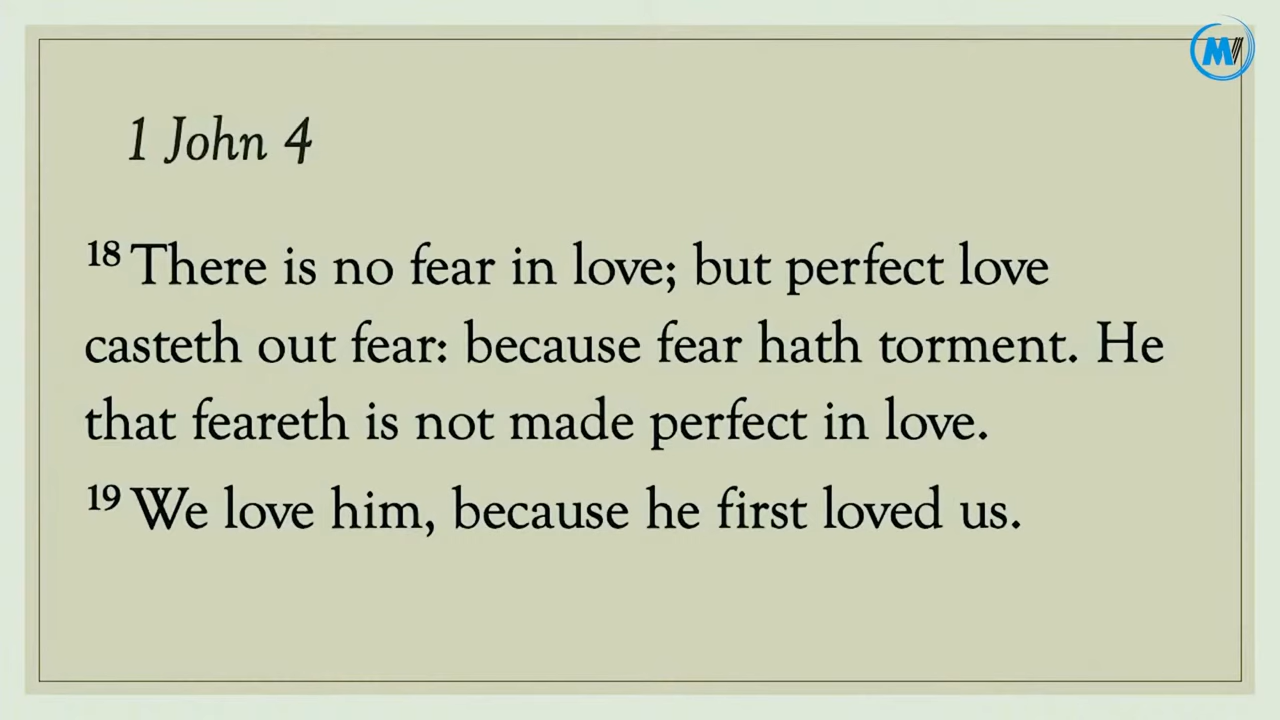 M
1 John 4
18 There is no fear in love; but perfect love
casteth out fear: because fear hath torment. He
that feareth is not made perfect in love.
19 We love him, because he first loved us.